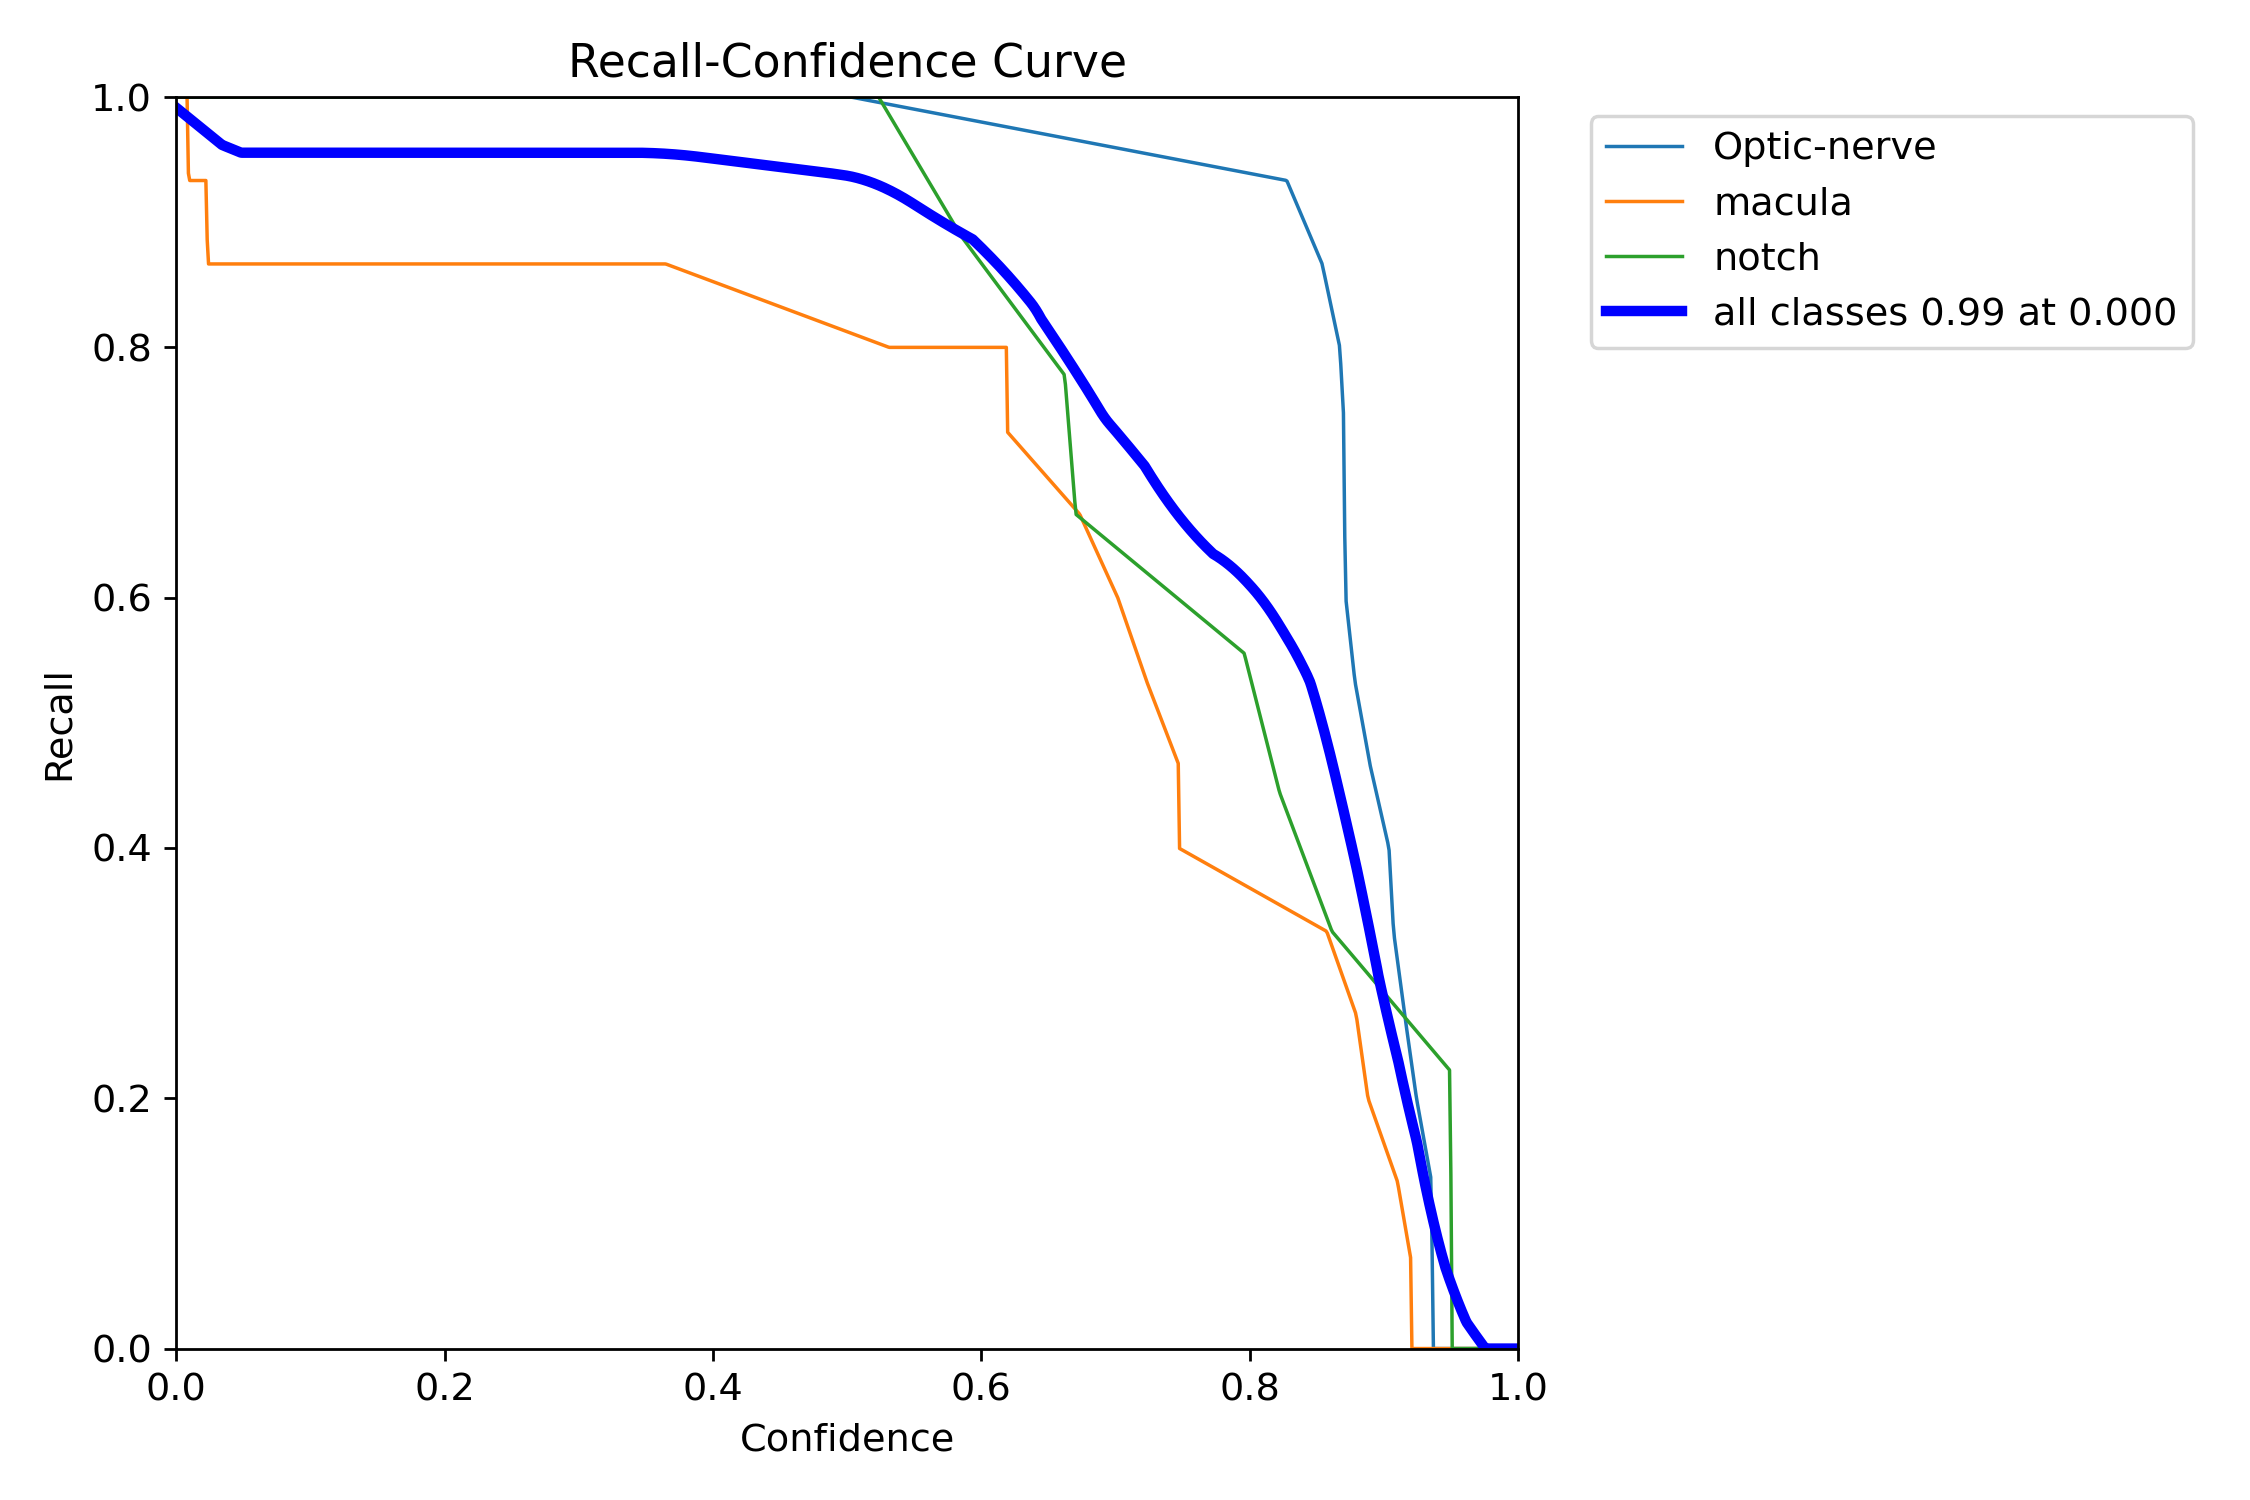 Recall-Confidence Curve
1.0
0.8
0.6
0.4
0.2
0.0
Recall
0.0 0.2 0.4 0.6 0.8 1.0
Confidence
Optic-nerve
macula
notch
all classes 0.99 at 0.000